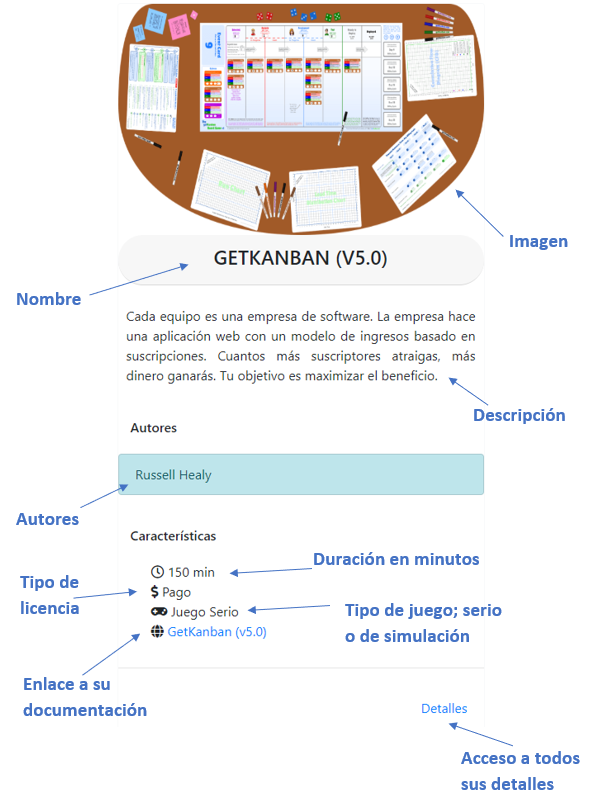 Imagen
GETKANBAN (V5.0)
Nombre
Cada equipo es una empresa de software. La empresa hace
una aplicación web con un modelo de ingresos basado en
suscripciones. Cuantos más suscriptores atraigas, más
dinero ganarás. Tu objetivo es maximizar el beneficio.
Descripción
Autores
Russell Healy
Autores
Características
Duración en minutos
150 min
Tipo de
licencia
Pago
Juego Serio
Tipo de juego; serio
o de simulación
GetKanban (v5.0)
Enlace a su
documentación
Detalles
Acceso a todos
sus detalles